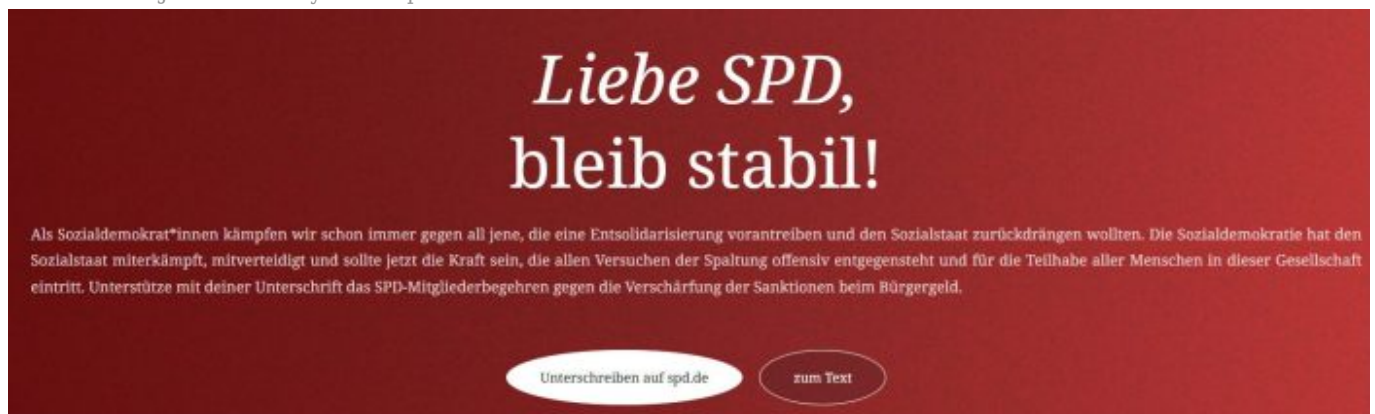 Liebe SPD,
bleib stabil!
Als Sozialdemokrat*innen kämpfen wir schon immer gegen all jene, die eine Entsolidarisierung vorantreiben und den Sozialstaat zurückdrängen wollten. Die Sozialdemokratie hat den
Sozialstaat miterkämpft, mitverteidigt und sollte jetzt die Kraft sein, die allen Versuchen der Spaltung offensiv entgegensteht und für die Teilhabe aller Menschen in dieser Gesellschaft
eintritt. Unterstütze mit deiner Unterschrift das SPD-Mitgliederbegehren gegen die Verschärfung der Sanktionen beim Bürgergeld.
Unterschreiben auf spd.de
zum Text